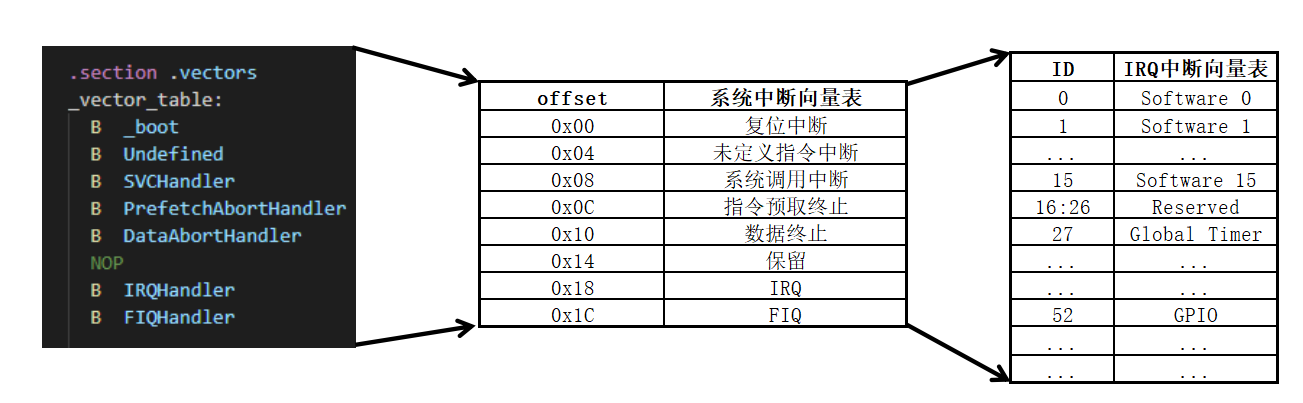 .section .vectors
_vector_table:
B _boot
B Undefined
B SVCHandler
B PrefetchAbortHandler
B DataAbortHandler
NOP
B IRQHandler
B FIQHandler
offset 系统中断向量表
0x00 复位中断
0x04 未定义指令中断
0x08 系统调用中断
0x0C 指令预取终止
0x10 数据终止
0x14 保留
0x18 IRQ
0x1C FIQ
ID IRQ中断向量表
0 Software 0
1 Software 1
... ...
15 Software 15
16:26 Reserved
27 Global Timer
... ...
... ...
52 GPIO
... ...
... ...